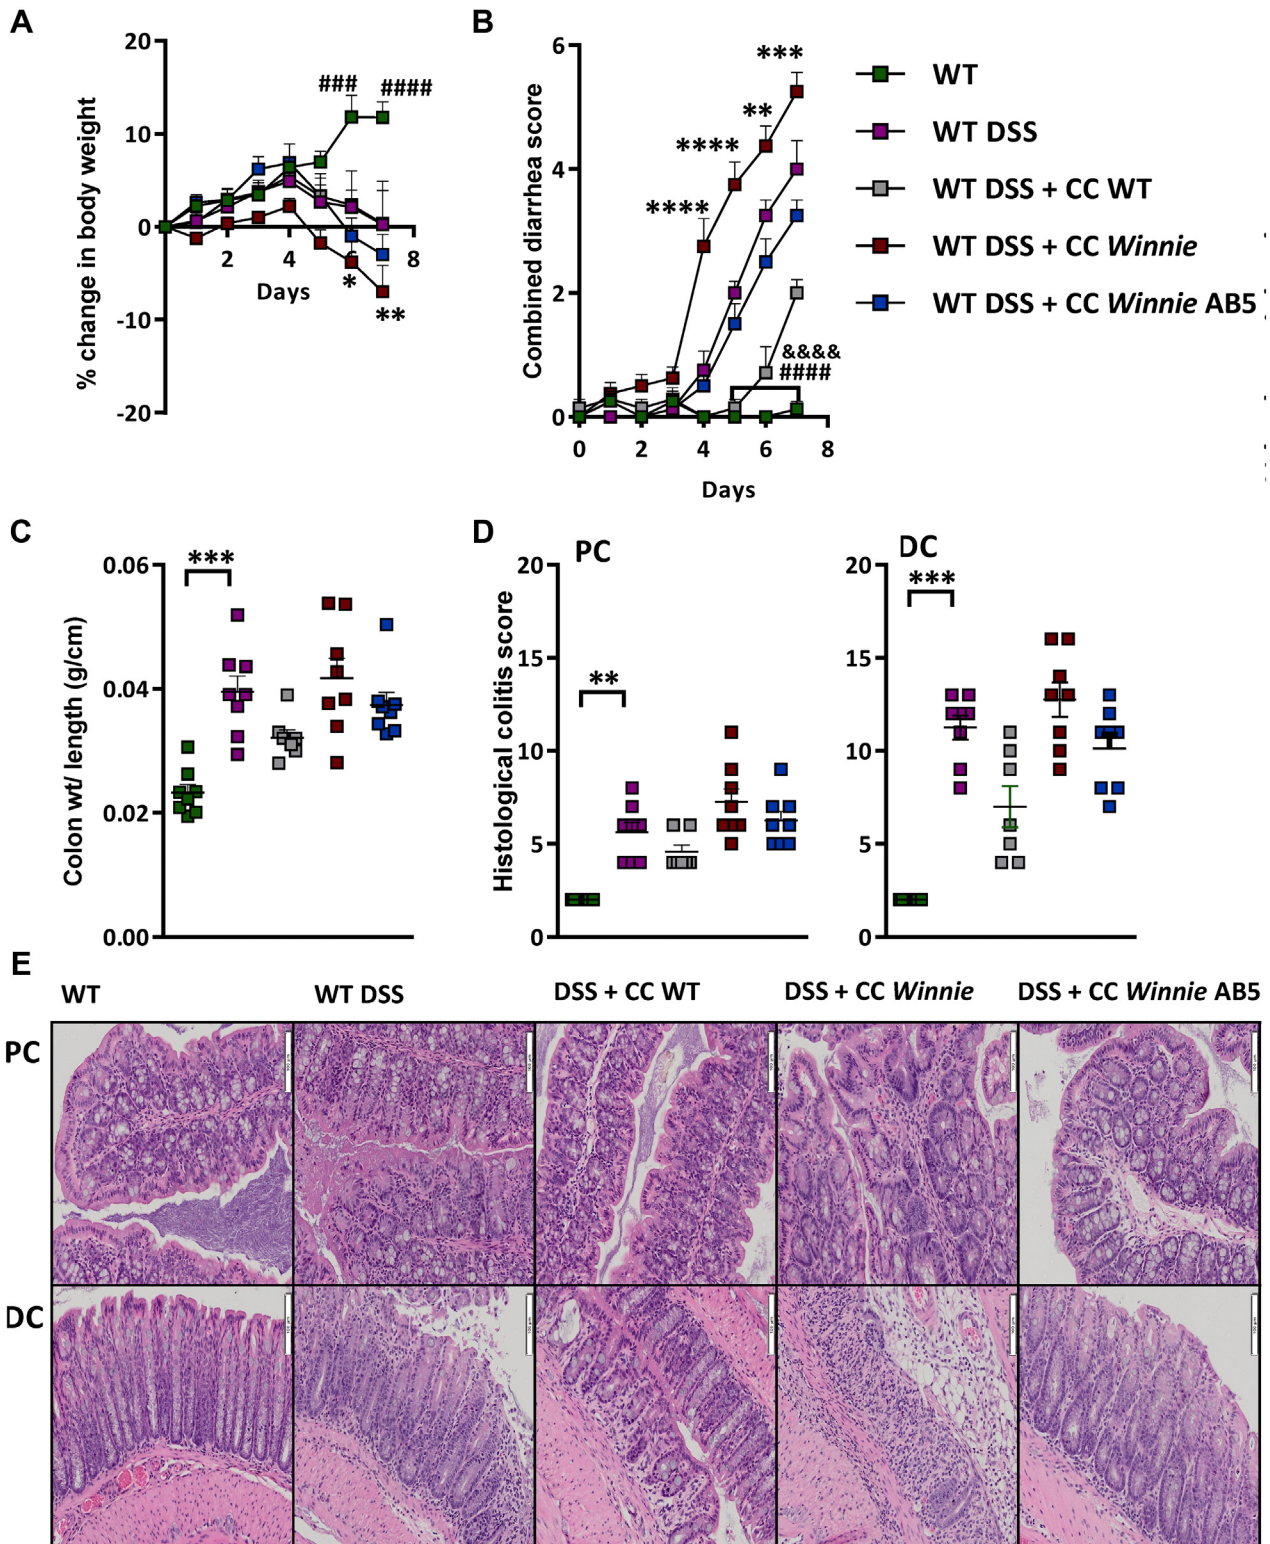 A
% change in body weight
20
10
0
-10
-20
2
4
6
8
Days
###
####
*
**
B
Combined diarrhea score
6
4
2
0
0
2
4
6
8
Days
****
****
**
***
&&&&
####
WT
WT DSS
WT DSS + CC WT
WT DSS + CC Winnie
WT DSS + CC Winnie AB5
C
Colon wt/ length (g/cm)
0.06
0.04
0.02
0.00
***
D
Histological colitis score
PC
20
15
10
5
0
**
DC
20
15
10
5
0
***
E
WT
WT DSS
DSS + CC WT
DSS + CC Winnie
DSS + CC Winnie AB5
PC
DC